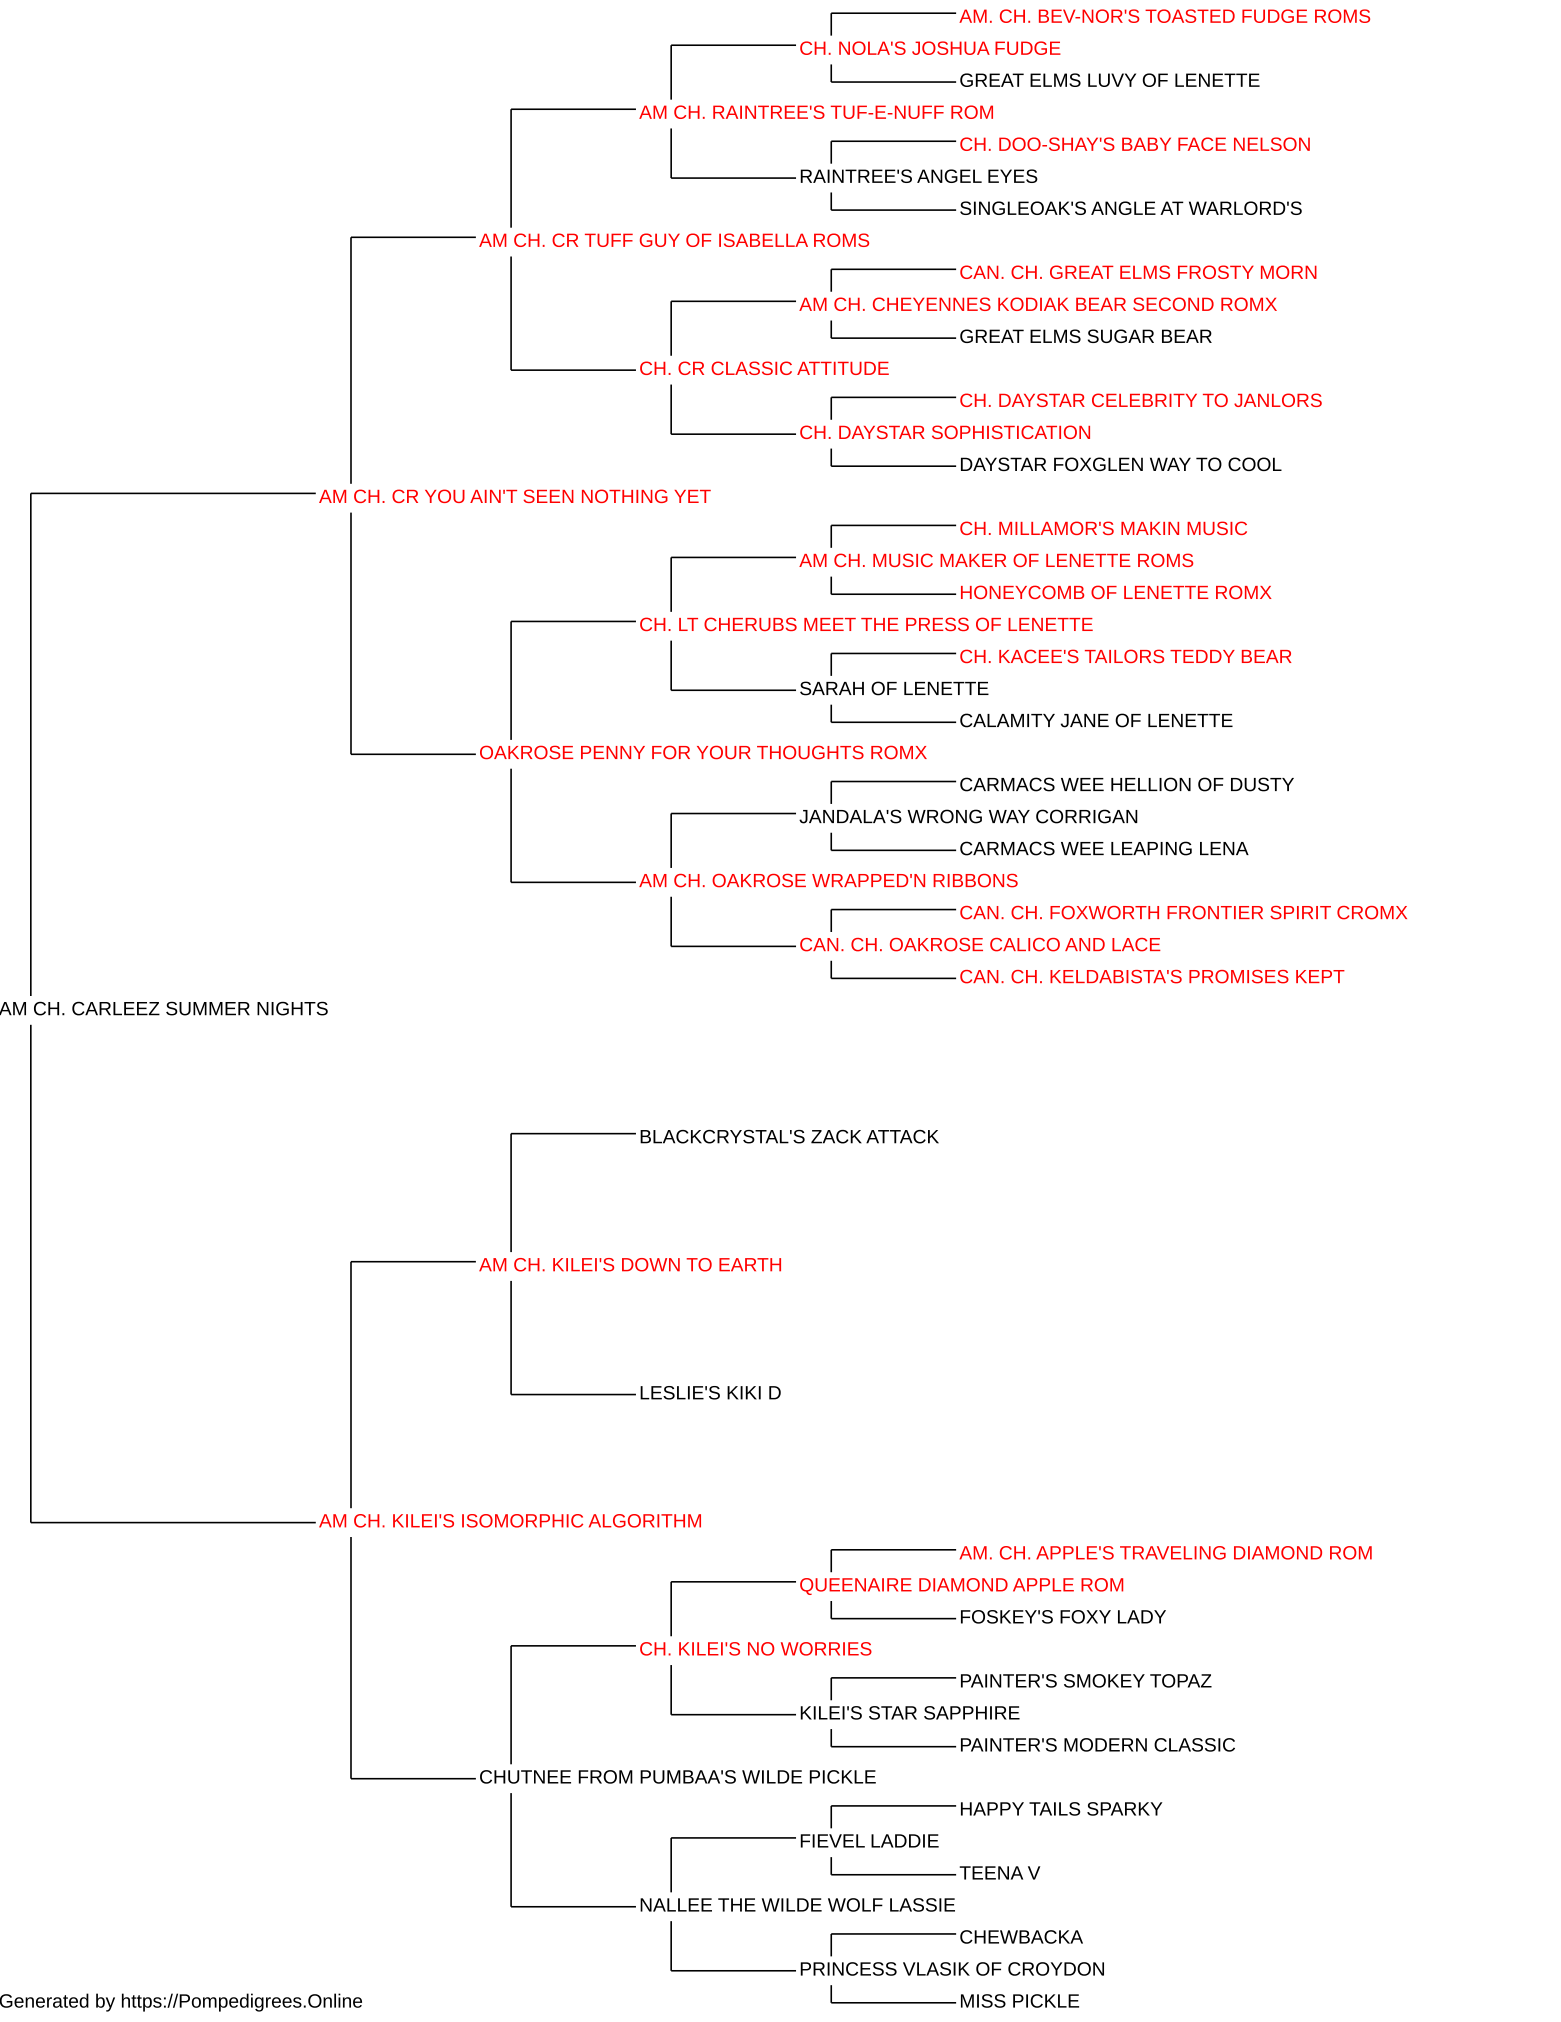 AM. CH. BEV-NOR'S TOASTED FUDGE ROMS
CH. NOLA'S JOSHUA FUDGE
GREAT ELMS LUVY OF LENETTE
AM CH. RAINTREE'S TUF-E-NUFF ROM
CH. DOO-SHAY'S BABY FACE NELSON
RAINTREE'S ANGEL EYES
SINGLEOAK'S ANGLE AT WARLORD'S
AM CH. CR TUFF GUY OF ISABELLA ROMS
CAN. CH. GREAT ELMS FROSTY MORN
AM CH. CHEYENNES KODIAK BEAR SECOND ROMX
GREAT ELMS SUGAR BEAR
CH. CR CLASSIC ATTITUDE
CH. DAYSTAR CELEBRITY TO JANLORS
CH. DAYSTAR SOPHISTICATION
DAYSTAR FOXGLEN WAY TO COOL
AM CH. CR YOU AIN'T SEEN NOTHING YET
CH. MILLAMOR'S MAKIN MUSIC
AM CH. MUSIC MAKER OF LENETTE ROMS
HONEYCOMB OF LENETTE ROMX
CH. LT CHERUBS MEET THE PRESS OF LENETTE
CH. KACEE'S TAILORS TEDDY BEAR
SARAH OF LENETTE
CALAMITY JANE OF LENETTE
OAKROSE PENNY FOR YOUR THOUGHTS ROMX
CARMACS WEE HELLION OF DUSTY
JANDALA'S WRONG WAY CORRIGAN
CARMACS WEE LEAPING LENA
AM CH. OAKROSE WRAPPED'N RIBBONS
CAN. CH. FOXWORTH FRONTIER SPIRIT CROMX
CAN. CH. OAKROSE CALICO AND LACE
CAN. CH. KELDABISTA'S PROMISES KEPT
AM CH. CARLEEZ SUMMER NIGHTS
BLACKCRYSTAL'S ZACK ATTACK
AM CH. KILEI'S DOWN TO EARTH
LESLIE'S KIKI D
AM CH. KILEI'S ISOMORPHIC ALGORITHM
AM. CH. APPLE'S TRAVELING DIAMOND ROM
QUEENAIRE DIAMOND APPLE ROM
FOSKEY'S FOXY LADY
CH. KILEI'S NO WORRIES
PAINTER'S SMOKEY TOPAZ
KILEI'S STAR SAPPHIRE
PAINTER'S MODERN CLASSIC
CHUTNEE FROM PUMBAA'S WILDE PICKLE
HAPPY TAILS SPARKY
FIEVEL LADDIE
TEENA V
NALLEE THE WILDE WOLF LASSIE
CHEWBACKA
PRINCESS VLASIK OF CROYDON
MISS PICKLE
Generated by https://Pompedigrees.Online